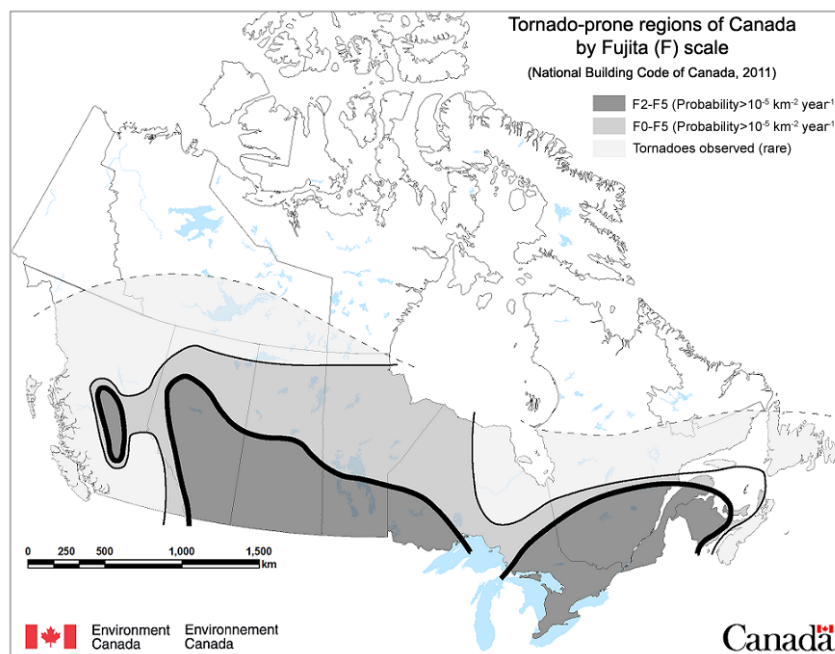 Tornado-prone regions of Canada
by Fujita (F) scale
(National Building Code of Canada, 2011)
F2-F5 (Probability>10⁻⁵ km⁻² year⁻¹
F0-F5 (Probability>10⁻⁵ km⁻² year⁻¹
Tornadoes observed (rare)
0 250 500 1,000 1,500
km
Environment Environnement
Canada Canada
Canada